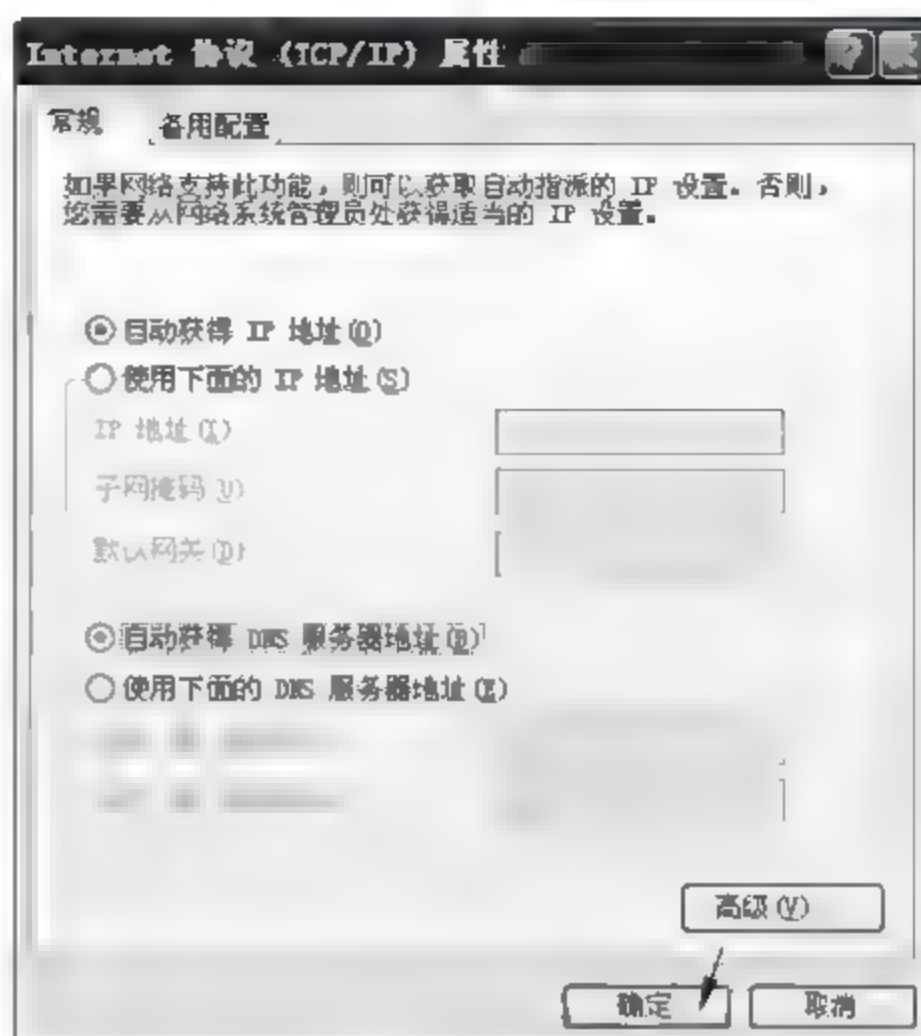 Internet 协议 (TCP/IP) 属性
常规 备用配置
如果网络支持此功能，则可以获取自动指派的 IP 设置。否则，
您需要从网络系统管理员处获得适当的 IP 设置。
自动获得 IP 地址(O)
使用下面的 IP 地址(S)
IP 地址(I)
子网掩码(U)
默认网关(D)
自动获得 DNS 服务器地址(B)
使用下面的 DNS 服务器地址(E)
高级(V)
确定 取消